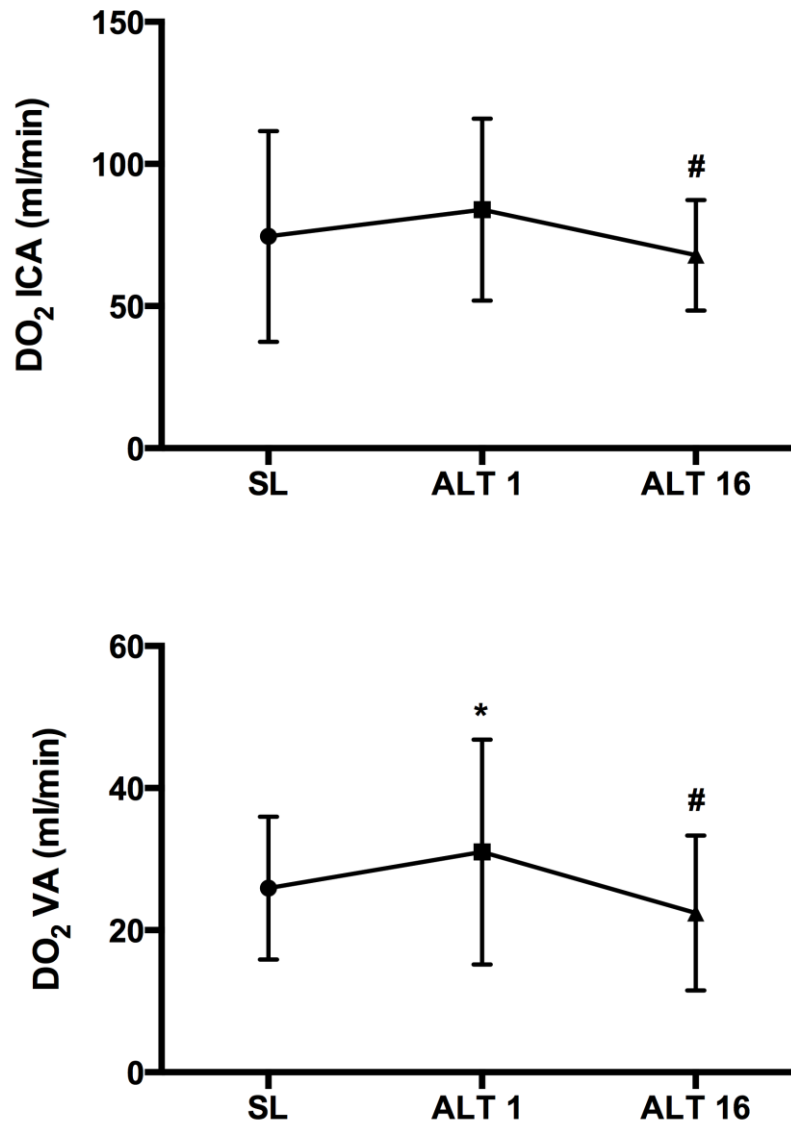 150
DO₂ ICA (ml/min)
100
#
50
0
SL ALT 1 ALT 16
60
*
DO₂ VA (ml/min)
40
#
20
0
SL ALT 1 ALT 16